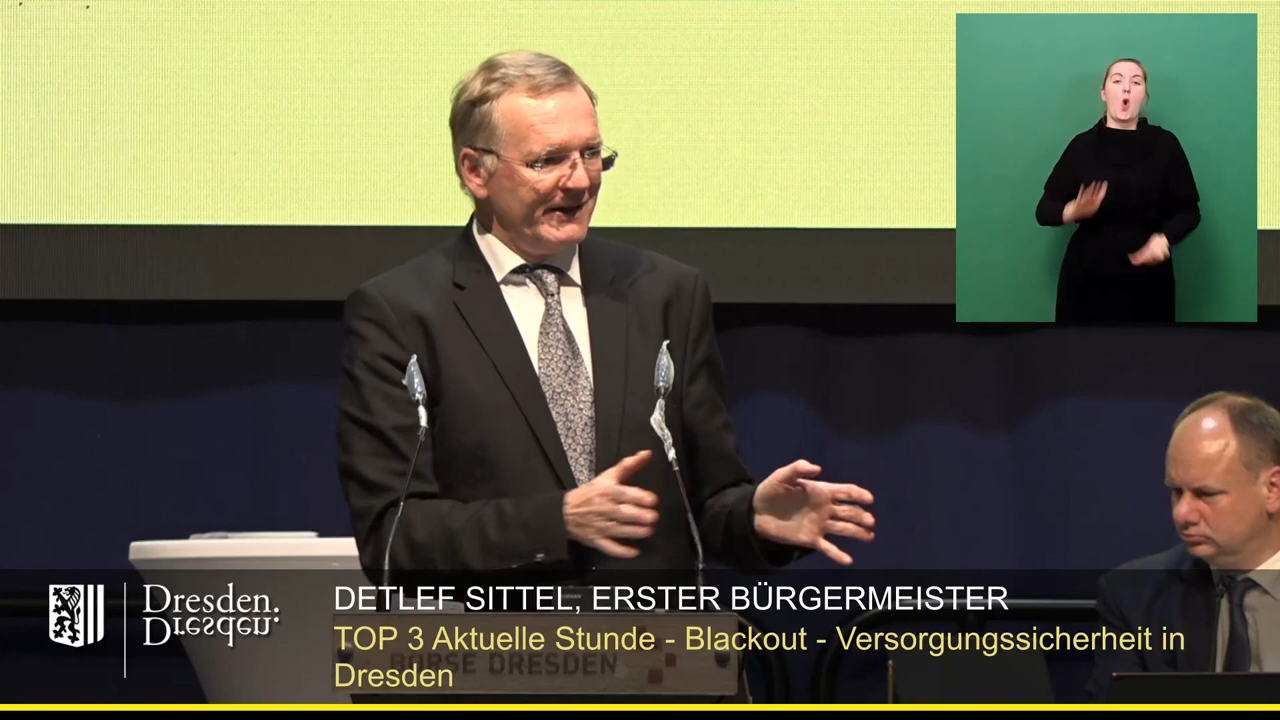 Dresden.
Dresden.
DETLEF SITTEL, ERSTER BÜRGERMEISTER
TOP 3 Aktuelle Stunde - Blackout - Versorgungssicherheit in
Dresden
BÖRSE DRESDEN